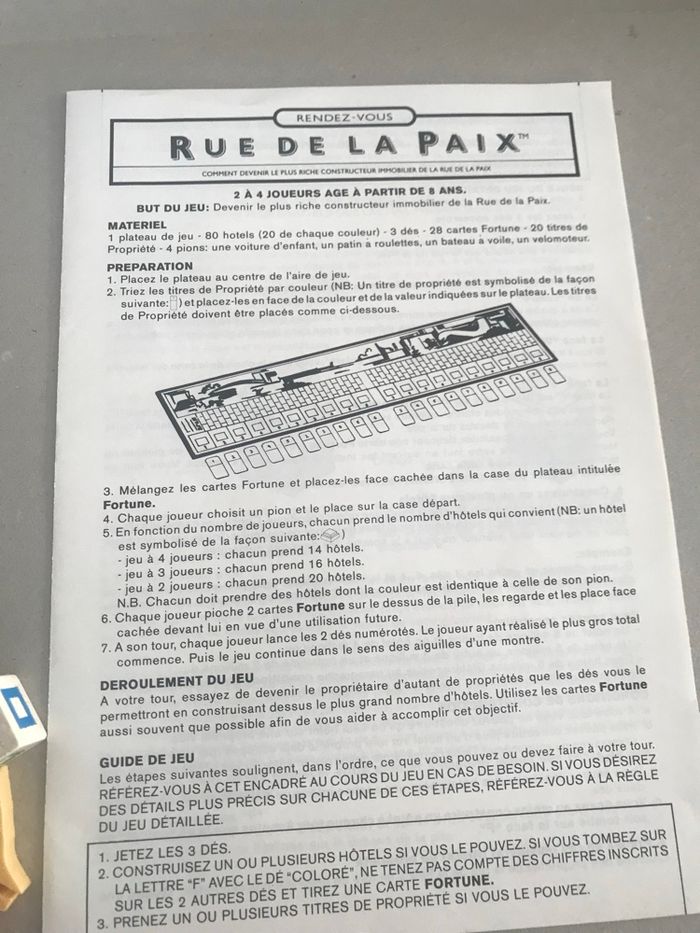 RENDEZ-VOUS
RUE DE LA PAIX™
COMMENT DEVENIR LE PLUS RICHE CONSTRUCTEUR IMMOBILIER DE LA RUE DE LA PAIX
2 À 4 JOUEURS AGE À PARTIR DE 8 ANS.
BUT DU JEU: Devenir le plus riche constructeur immobilier de la Rue de la Paix.
MATERIEL
1 plateau de jeu - 80 hotels (20 de chaque couleur) - 3 dés - 28 cartes Fortune - 20 titres de
Propriété - 4 pions: une voiture d'enfant, un patin à roulettes, un bateau à voile, un velomoteur.
PREPARATION
1. Placez le plateau au centre de l'aire de jeu.
2. Triez les titres de Propriété par couleur (NB: Un titre de propriété est symbolisé de la façon
suivante: ) et placez-les en face de la couleur et de la valeur indiquées sur le plateau. Les titres
de Propriété doivent être placés comme ci-dessous.
3. Mélangez les cartes Fortune et placez-les face cachée dans la case du plateau intitulée
Fortune.
4. Chaque joueur choisit un pion et le place sur la case départ.
5. En fonction du nombre de joueurs, chacun prend le nombre d'hôtels qui convient (NB: un hôtel
est symbolisé de la façon suivante: )
- jeu à 4 joueurs : chacun prend 14 hôtels.
- jeu à 3 joueurs : chacun prend 16 hôtels.
- jeu à 2 joueurs : chacun prend 20 hôtels.
N.B. Chacun doit prendre des hôtels dont la couleur est identique à celle de son pion.
6. Chaque joueur pioche 2 cartes Fortune sur le dessus de la pile, les regarde et les place face
cachée devant lui en vue d'une utilisation future.
7. A son tour, chaque joueur lance les 2 dés numérotés. Le joueur ayant réalisé le plus gros total
commence. Puis le jeu continue dans le sens des aiguilles d'une montre.
DEROULEMENT DU JEU
A votre tour, essayez de devenir le propriétaire d'autant de propriétés que les dés vous le
permettront en construisant dessus le plus grand nombre d'hôtels. Utilisez les cartes Fortune
aussi souvent que possible afin de vous aider à accomplir cet objectif.
GUIDE DE JEU
Les étapes suivantes soulignent, dans l'ordre, ce que vous pouvez ou devez faire à votre tour.
RÉFÉREZ-VOUS À CET ENCADRÉ AU COURS DU JEU EN CAS DE BESOIN. SI VOUS DÉSIREZ
DES DÉTAILS PLUS PRÉCIS SUR CHACUNE DE CES ÉTAPES, RÉFÉREZ-VOUS À LA RÈGLE
DU JEU DÉTAILLÉE.
1. JETEZ LES 3 DÉS.
2. CONSTRUISEZ UN OU PLUSIEURS HÔTELS SI VOUS LE POUVEZ. SI VOUS TOMBEZ SUR
LA LETTRE "F" AVEC LE DÉ "COLORÉ", NE TENEZ PAS COMPTE DES CHIFFRES INSCRITS
SUR LES 2 AUTRES DÉS ET TIREZ UNE CARTE FORTUNE.
3. PRENEZ UN OU PLUSIEURS TITRES DE PROPRIÉTÉ SI VOUS LE POUVEZ.